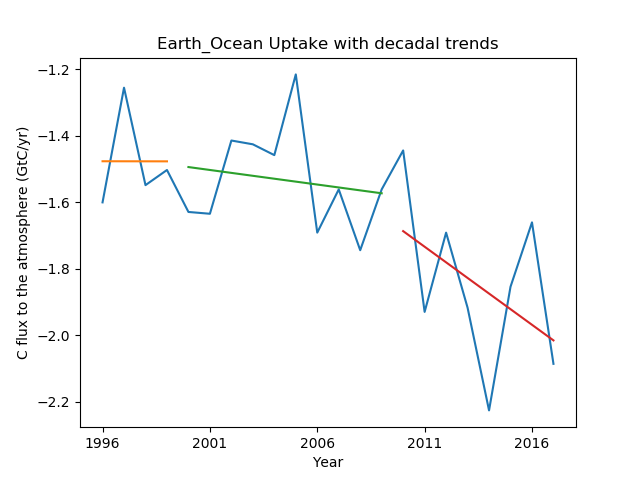 Earth_Ocean Uptake with decadal trends
C flux to the atmosphere (GtC/yr)
−1.2
−1.4
−1.6
−1.8
−2.0
−2.2
1996 2001 2006 2011 2016
Year